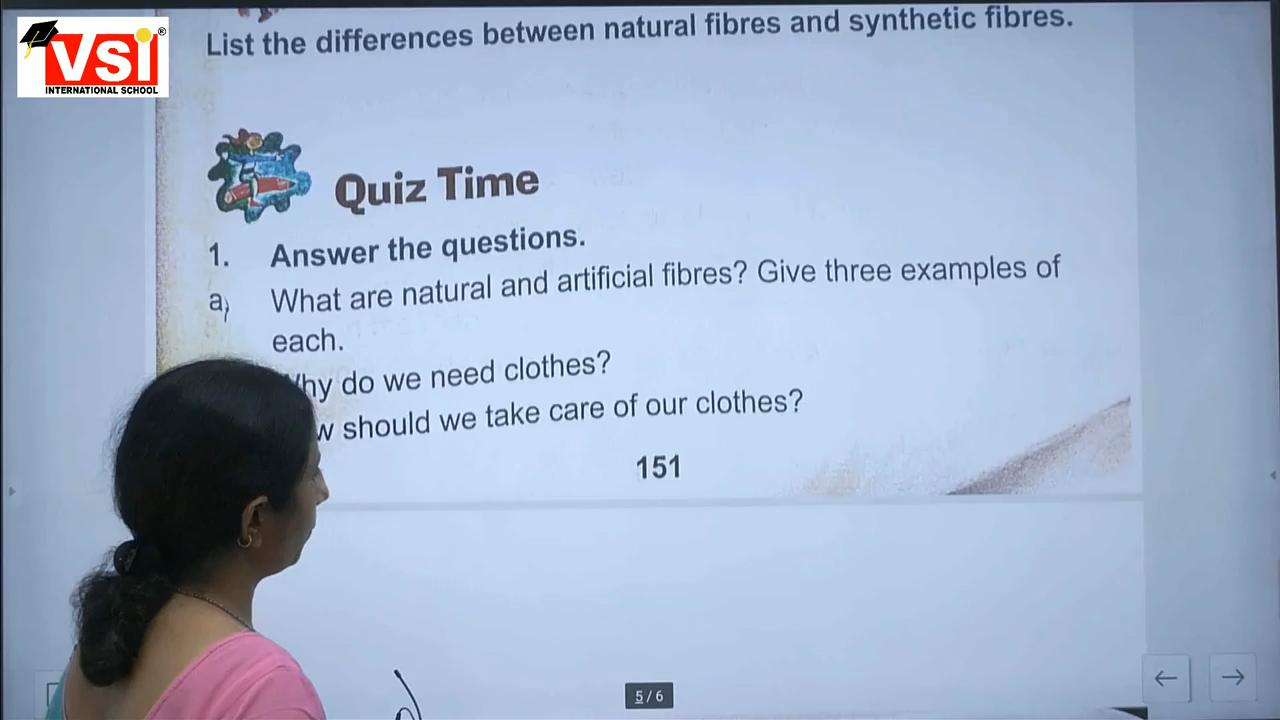 VSI®
INTERNATIONAL SCHOOL
List the differences between natural fibres and synthetic fibres.
Quiz Time
1. Answer the questions.
a) What are natural and artificial fibres? Give three examples of
each.
do we need clothes?
should we take care of our clothes?
151
5 / 6